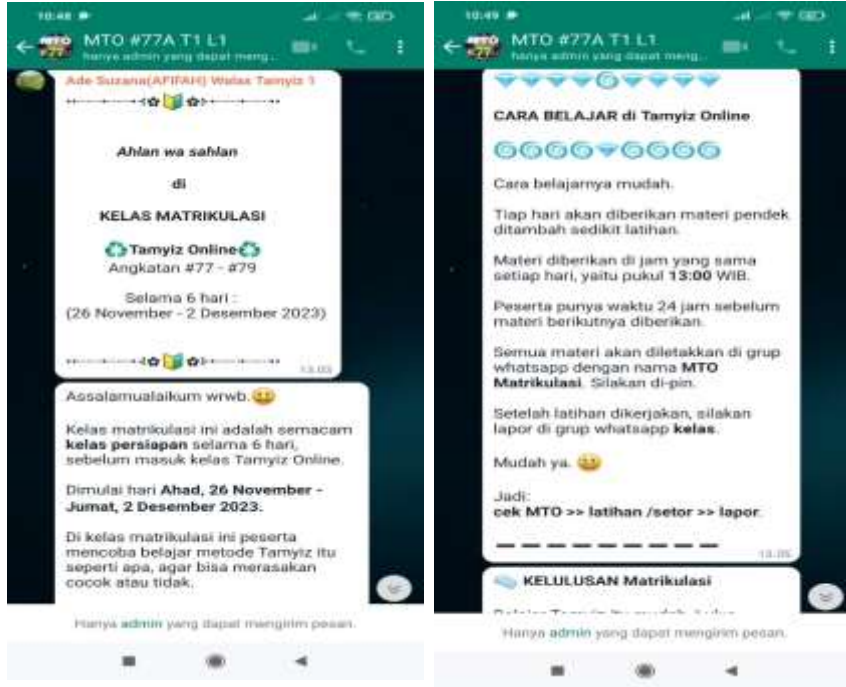 10:48
MTO #77A T1 L1
hanya admin yang dapat meng...
Ade Suzana(AFIFAH) Walas Tamyiz 1
Ahlan wa sahlan
di
KELAS MATRIKULASI
Tamyiz Online
Angkatan #77 - #79
Selama 6 hari :
(26 November - 2 Desember 2023)
13.03
Assalamualaikum wrwb.
Kelas matrikulasi ini adalah semacam
kelas persiapan selama 6 hari,
sebelum masuk kelas Tamyiz Online.
Dimulai hari Ahad, 26 November -
Jumat, 2 Desember 2023.
Di kelas matrikulasi ini peserta
mencoba belajar metode Tamyiz itu
seperti apa, agar bisa merasakan
cocok atau tidak.
Hanya admin yang dapat mengirim pesan.
10:49
MTO #77A T1 L1
hanya admin yang dapat meng...
CARA BELAJAR di Tamyiz Online
Cara belajarnya mudah.
Tiap hari akan diberikan materi pendek
ditambah sedikit latihan.
Materi diberikan di jam yang sama
setiap hari, yaitu pukul 13:00 WIB.
Peserta punya waktu 24 jam sebelum
materi berikutnya diberikan.
Semua materi akan diletakkan di grup
whatsapp dengan nama MTO
Matrikulasi. Silakan di-pin.
Setelah latihan dikerjakan, silakan
lapor di grup whatsapp kelas.
Mudah ya.
Jadi:
cek MTO >> latihan /setor >> lapor.
13.05
KELULUSAN Matrikulasi
Hanya admin yang dapat mengirim pesan.